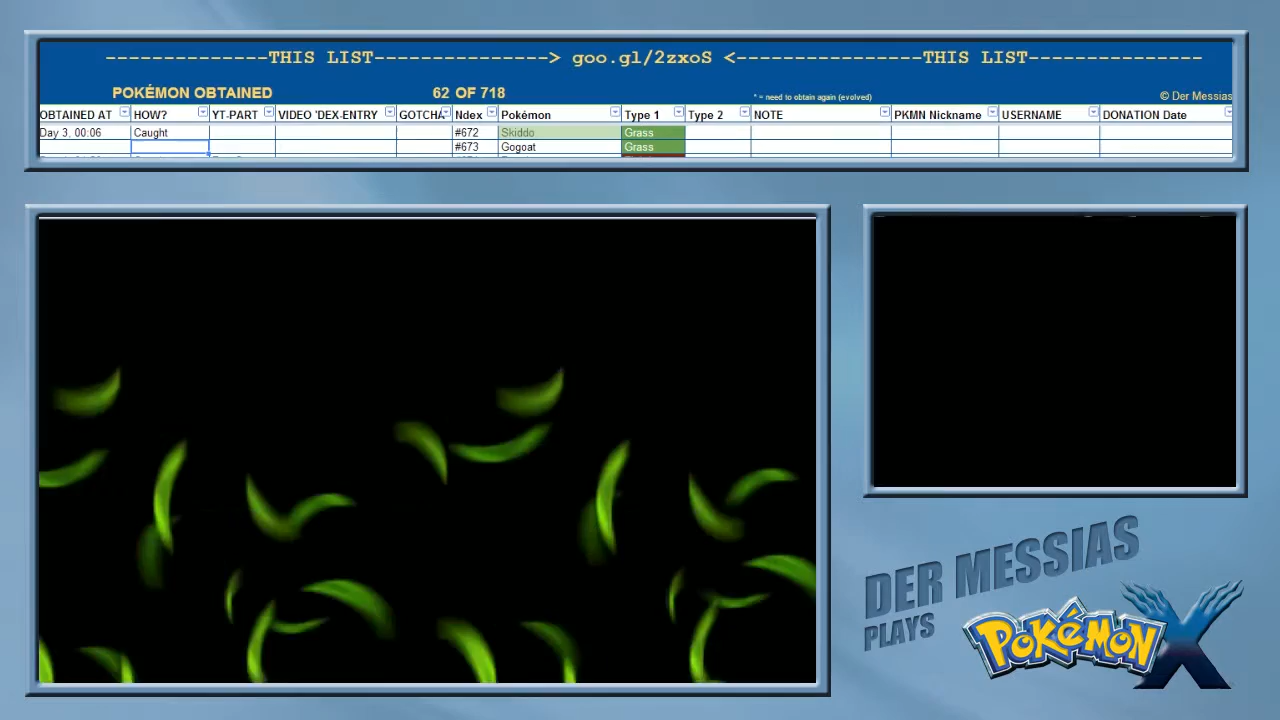 --------------THIS LIST---------------> goo.gl/2zxoS <----------------THIS LIST---------------
POKÉMON OBTAINED 62 OF 718 * = need to obtain again (evolved) © Der Messias
OBTAINED AT HOW? YT-PART VIDEO 'DEX-ENTRY GOTCHA Ndex Pokémon Type 1 Type 2 NOTE PKMN Nickname USERNAME DONATION Date
Day 3, 00:06 Caught #672 Skiddo Grass
#673 Gogoat Grass
DER MESSIAS
PLAYS
POKéMON X